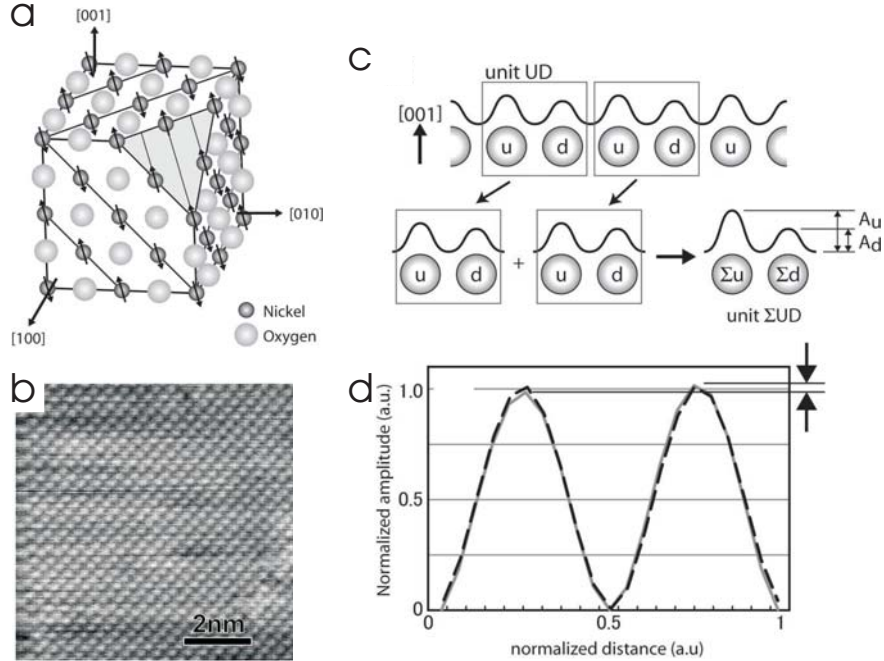 a
[001]
[010]
[100]
Nickel
Oxygen
b
2nm
c
unit UD
[001]
u d u d u
u d + u d Σu Σd
Au
Ad
unit ΣUD
d
Normalized amplitude (a.u.)
1.0
0.5
0
0 0.5 1
normalized distance (a.u)